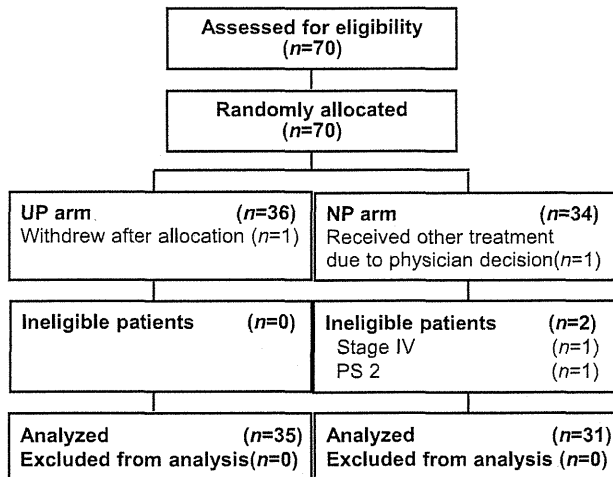 Assessed for eligibility
(n=70)
Randomly allocated
(n=70)
UP arm (n=36)
Withdrew after allocation (n=1)
NP arm (n=34)
Received other treatment
due to physician decision(n=1)
Ineligible patients (n=0)
Ineligible patients (n=2)
Stage IV (n=1)
PS 2 (n=1)
Analyzed (n=35)
Excluded from analysis(n=0)
Analyzed (n=31)
Excluded from analysis (n=0)